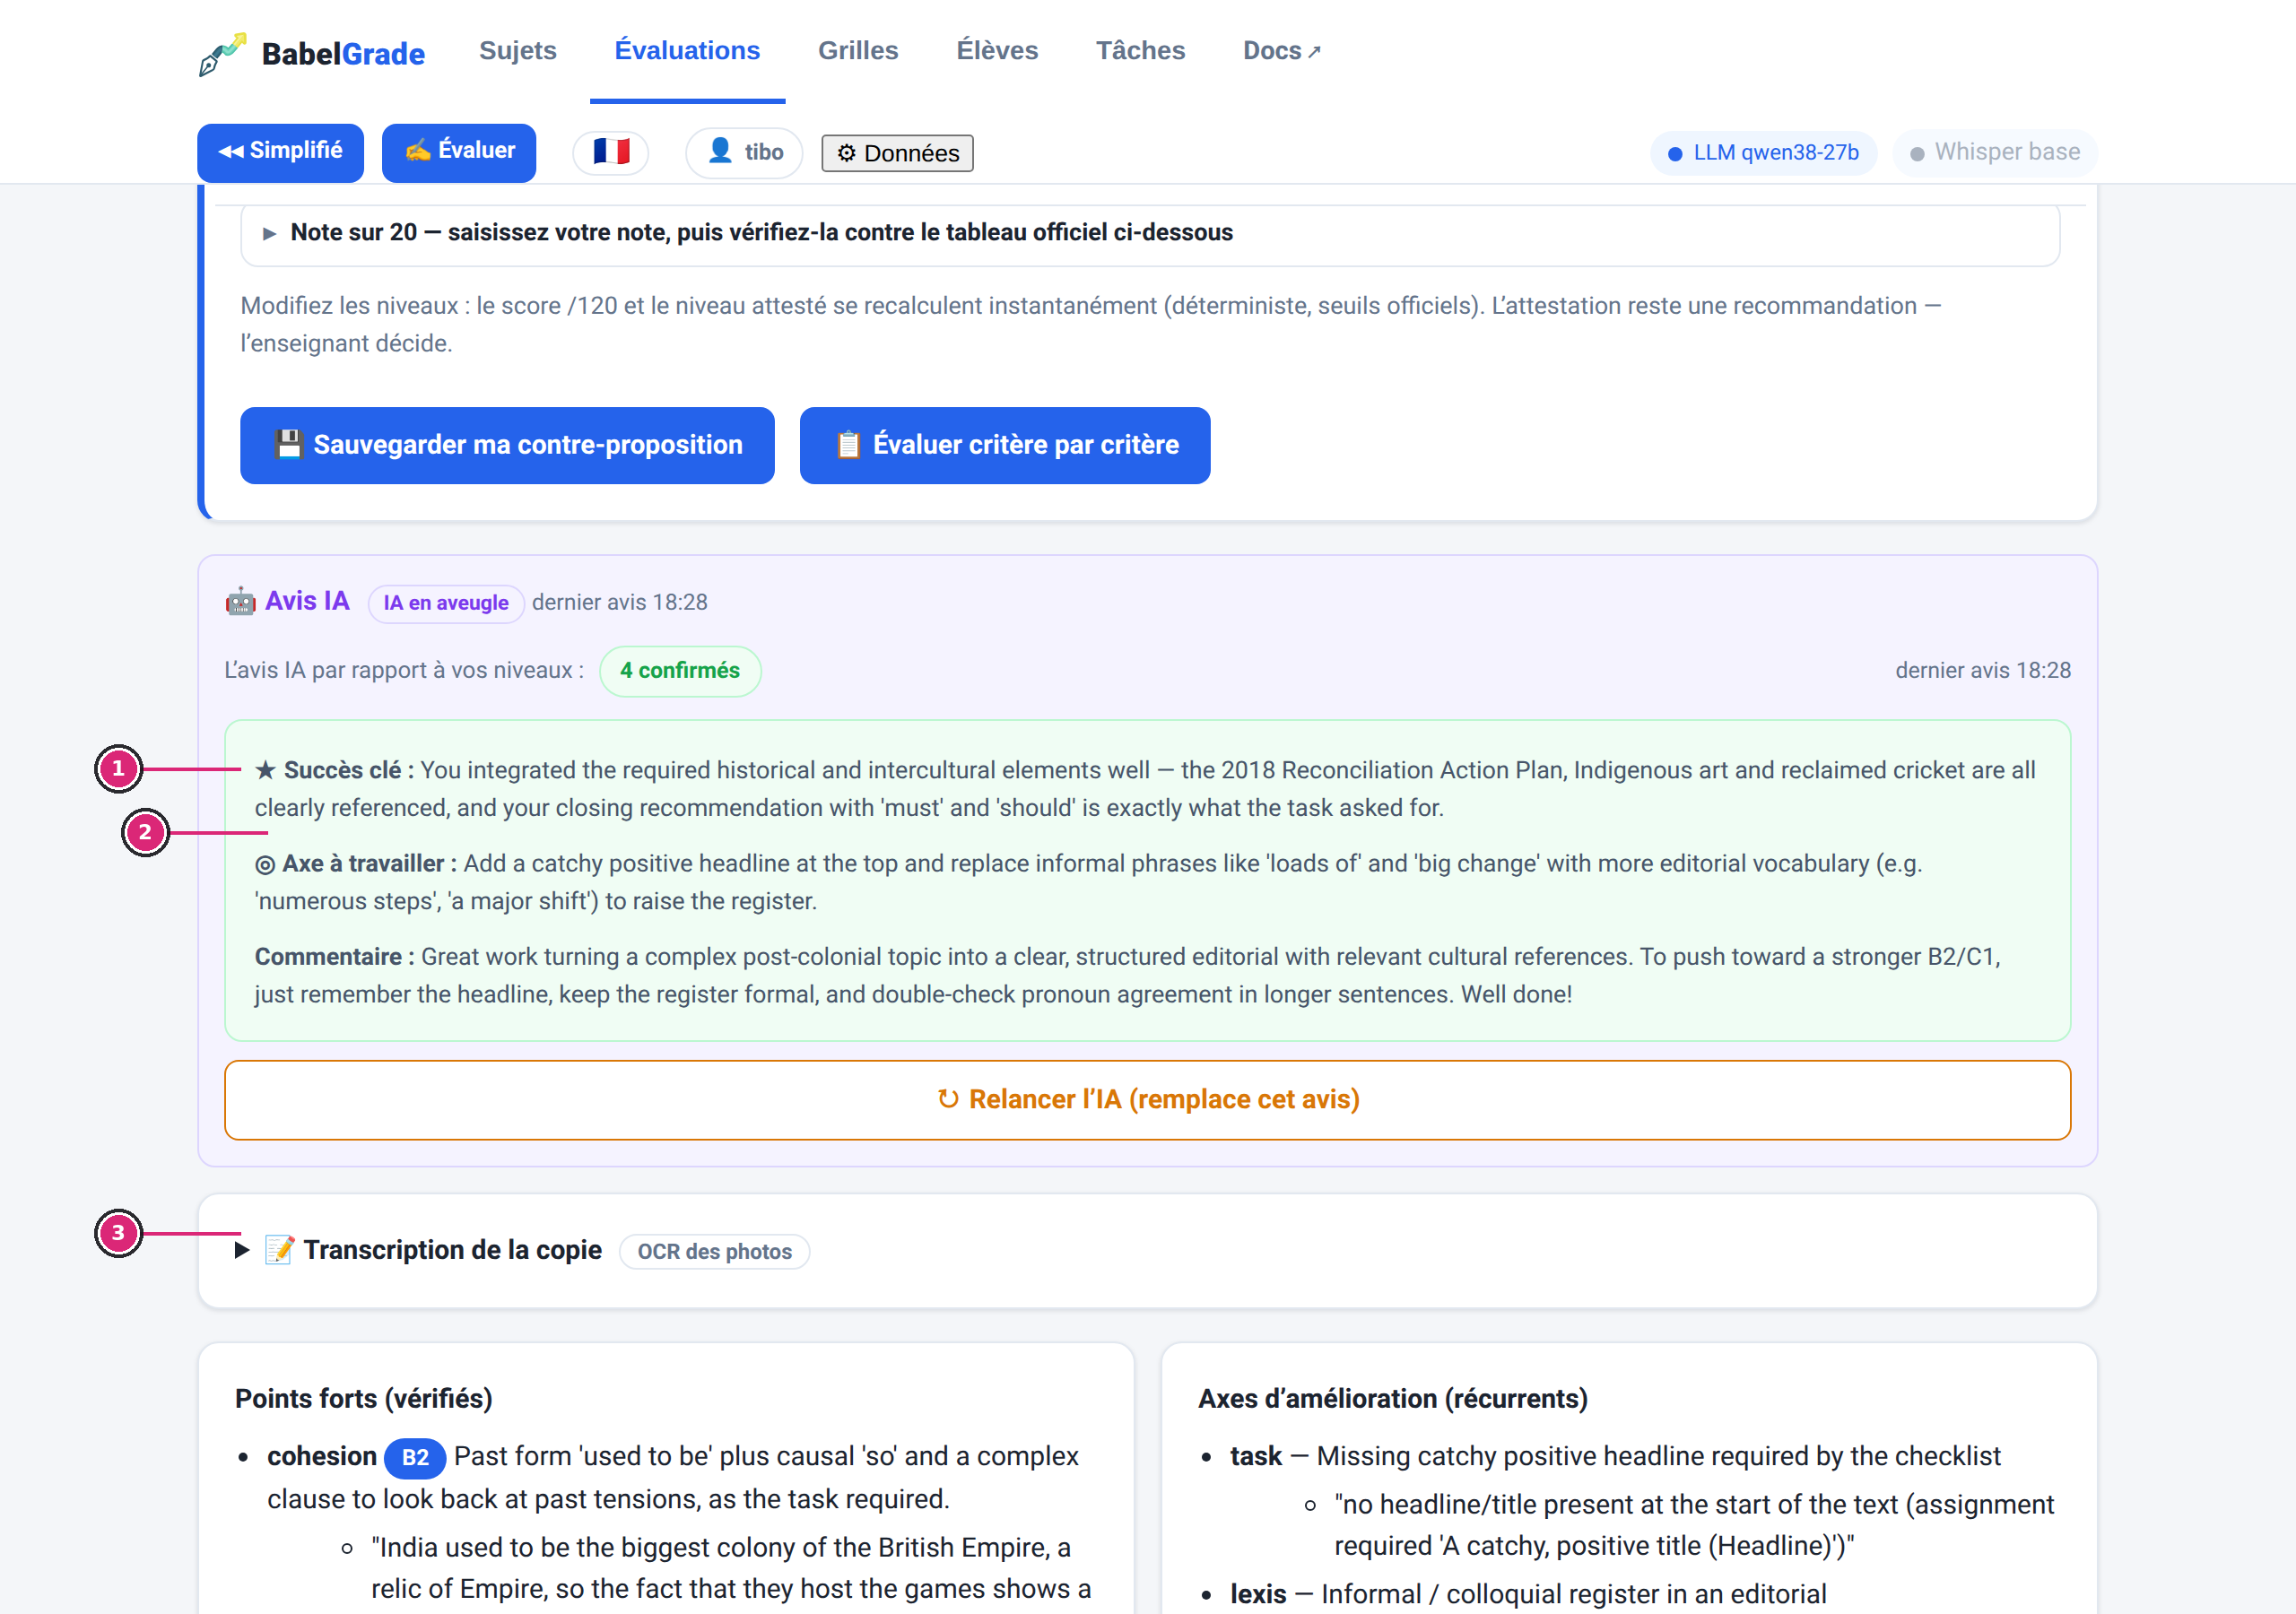 BabelGrade Sujets Évaluations Grilles Élèves Tâches Docs ↗
◀◀ Simplifié ✍ Évaluer tibo ⚙ Données LLM qwen38-27b Whisper base
▶ Note sur 20 — saisissez votre note, puis vérifiez-la contre le tableau officiel ci-dessous
Modifiez les niveaux : le score /120 et le niveau attesté se recalculent instantanément (déterministe, seuils officiels). L’attestation reste une recommandation —
l’enseignant décide.
Sauvegarder ma contre-proposition Évaluer critère par critère
Avis IA IA en aveugle dernier avis 18:28
L’avis IA par rapport à vos niveaux : 4 confirmés dernier avis 18:28
1 ★ Succès clé : You integrated the required historical and intercultural elements well — the 2018 Reconciliation Action Plan, Indigenous art and reclaimed cricket are all
clearly referenced, and your closing recommendation with 'must' and 'should' is exactly what the task asked for.
2
◎ Axe à travailler : Add a catchy positive headline at the top and replace informal phrases like 'loads of' and 'big change' with more editorial vocabulary (e.g.
'numerous steps', 'a major shift') to raise the register.
Commentaire : Great work turning a complex post-colonial topic into a clear, structured editorial with relevant cultural references. To push toward a stronger B2/C1,
just remember the headline, keep the register formal, and double-check pronoun agreement in longer sentences. Well done!
↻ Relancer l’IA (remplace cet avis)
3
▶ Transcription de la copie OCR des photos
Points forts (vérifiés)
• cohesion B2 Past form 'used to be' plus causal 'so' and a complex
clause to look back at past tensions, as the task required.
○ "India used to be the biggest colony of the British Empire, a
relic of Empire, so the fact that they host the games shows a
Axes d’amélioration (récurrents)
• task — Missing catchy positive headline required by the checklist
○ "no headline/title present at the start of the text (assignment
required 'A catchy, positive title (Headline)')"
• lexis — Informal / colloquial register in an editorial